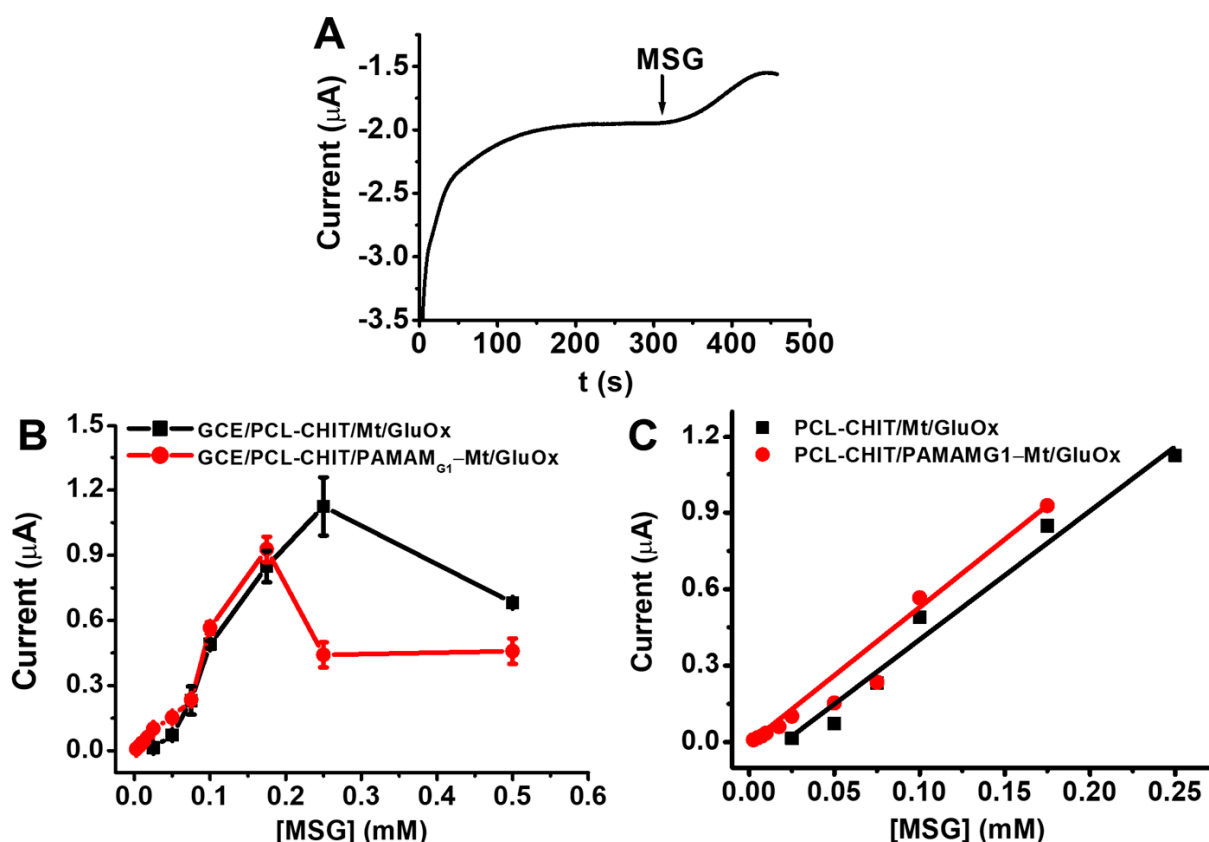 A
MSG
-1.5
-2.0
-2.5
-3.0
-3.5
Current (μA)
0 100 200 300 400 500
t (s)
B
GCE/PCL-CHIT/Mt/GluOx
GCE/PCL-CHIT/PAMAMG1–Mt/GluOx
1.5
1.2
0.9
0.6
0.3
0.0
Current (μA)
0.0 0.1 0.2 0.3 0.4 0.5 0.6
[MSG] (mM)
C
PCL-CHIT/Mt/GluOx
PCL-CHIT/PAMAMG1–Mt/GluOx
1.2
0.9
0.6
0.3
0.0
Current (μA)
0.00 0.05 0.10 0.15 0.20 0.25
[MSG] (mM)